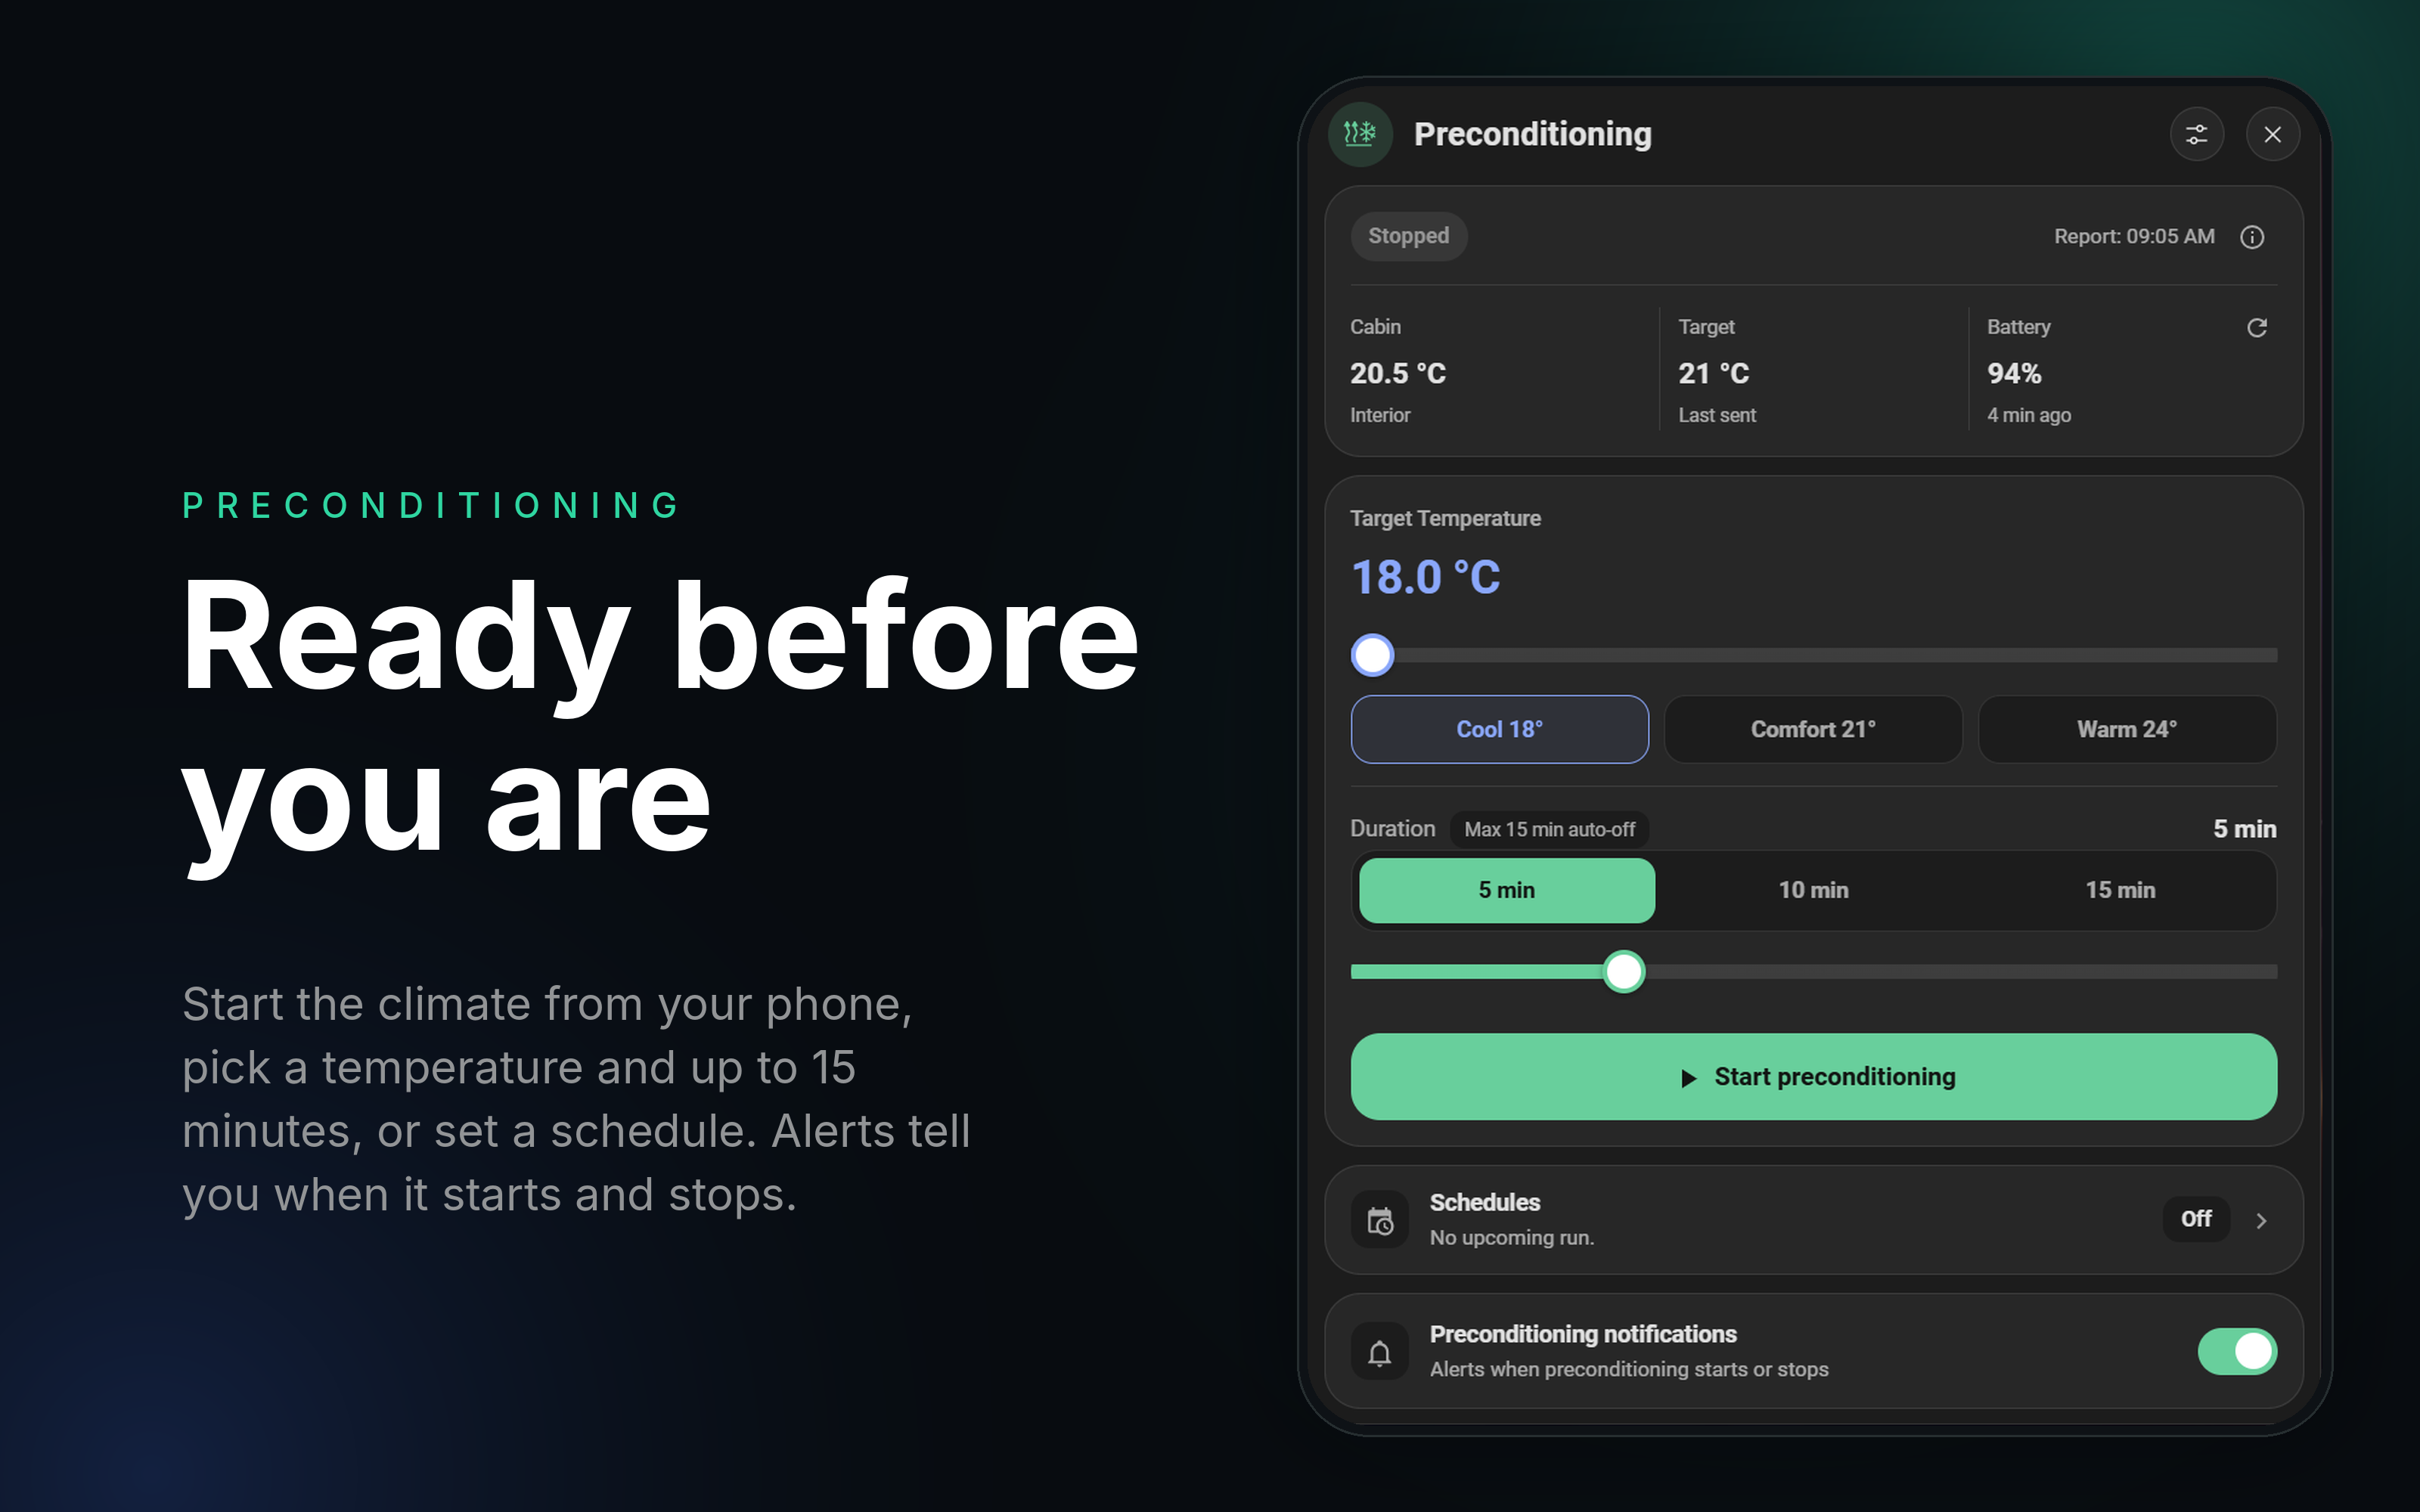 PRECONDITIONING
Ready before
you are
Start the climate from your phone,
pick a temperature and up to 15
minutes, or set a schedule. Alerts tell
you when it starts and stops.
Preconditioning
Stopped
Report: 09:05 AM
Cabin
20.5 °C
Interior
Target
21 °C
Last sent
Battery
94%
4 min ago
Target Temperature
18.0 °C
Cool 18°
Comfort 21°
Warm 24°
Duration
Max 15 min auto-off
5 min
5 min
10 min
15 min
Start preconditioning
Schedules
No upcoming run.
Off
Preconditioning notifications
Alerts when preconditioning starts or stops